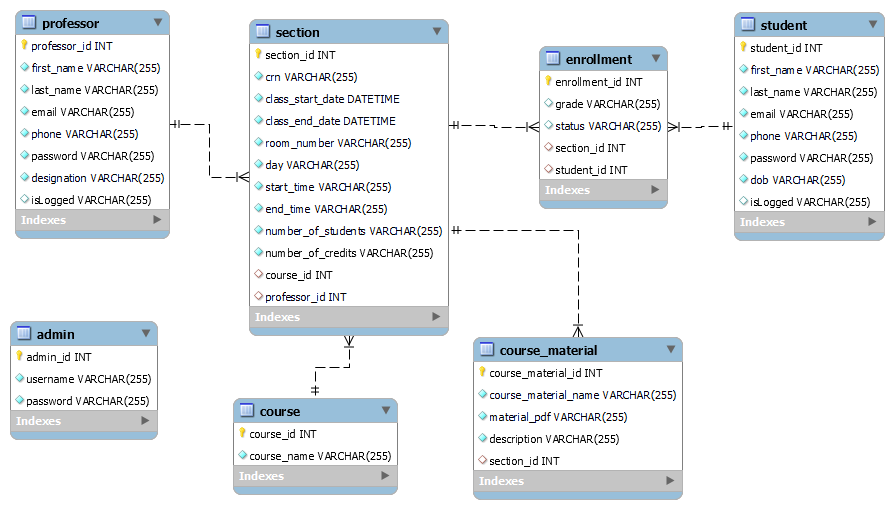 professor
professor_id INT
first_name VARCHAR(255)
last_name VARCHAR(255)
email VARCHAR(255)
phone VARCHAR(255)
password VARCHAR(255)
designation VARCHAR(255)
isLogged VARCHAR(255)
Indexes
section
section_id INT
crn VARCHAR(255)
class_start_date DATETIME
class_end_date DATETIME
room_number VARCHAR(255)
day VARCHAR(255)
start_time VARCHAR(255)
end_time VARCHAR(255)
number_of_students VARCHAR(255)
number_of_credits VARCHAR(255)
course_id INT
professor_id INT
Indexes
enrollment
enrollment_id INT
grade VARCHAR(255)
status VARCHAR(255)
section_id INT
student_id INT
Indexes
student
student_id INT
first_name VARCHAR(255)
last_name VARCHAR(255)
email VARCHAR(255)
phone VARCHAR(255)
password VARCHAR(255)
dob VARCHAR(255)
isLogged VARCHAR(255)
Indexes
admin
admin_id INT
username VARCHAR(255)
password VARCHAR(255)
Indexes
course
course_id INT
course_name VARCHAR(255)
Indexes
course_material
course_material_id INT
course_material_name VARCHAR(255)
material_pdf VARCHAR(255)
description VARCHAR(255)
section_id INT
Indexes